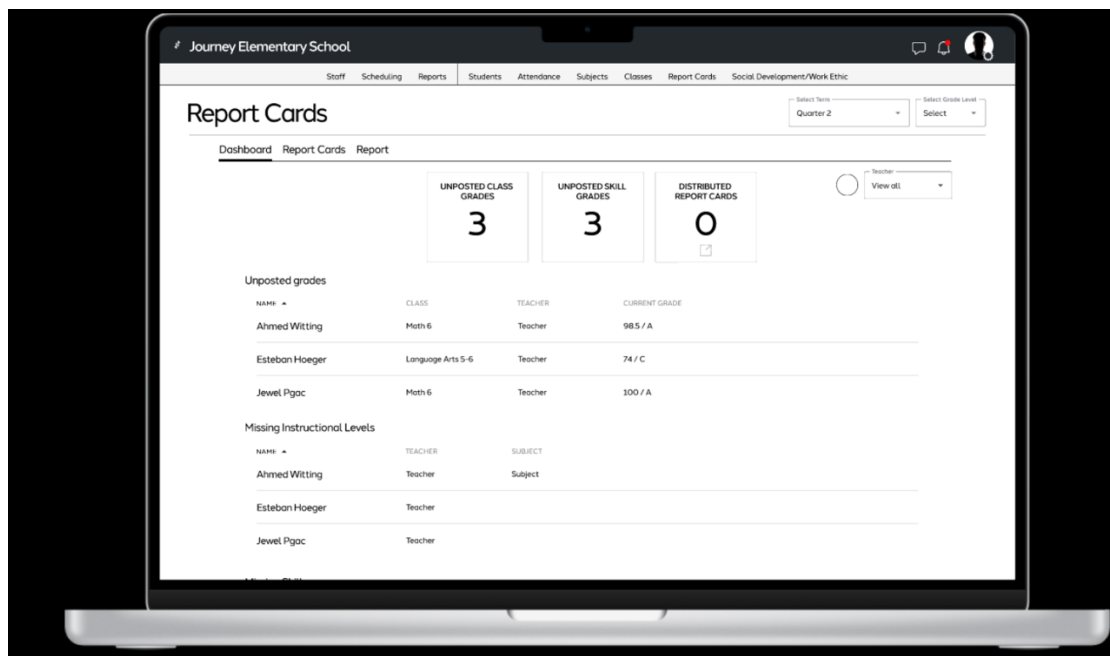 Journey Elementary School
Staff Scheduling Reports Students Attendance Subjects Classes Report Cards Social Development/Work Ethic
Report Cards
Select Term
Quarter 2
Select Grade Level
Select
Dashboard Report Cards Report
UNPOSTED CLASS
GRADES
3
UNPOSTED SKILL
GRADES
3
DISTRIBUTED
REPORT CARDS
0
Teacher
View all
Unposted grades
NAME CLASS TEACHER CURRENT GRADE
Ahmed Witting Math 6 Teacher 98.5 / A
Esteban Hoeger Language Arts 5-6 Teacher 74 / C
Jewel Pgac Math 6 Teacher 100 / A
Missing Instructional Levels
NAME TEACHER SUBJECT
Ahmed Witting Teacher Subject
Esteban Hoeger Teacher
Jewel Pgac Teacher